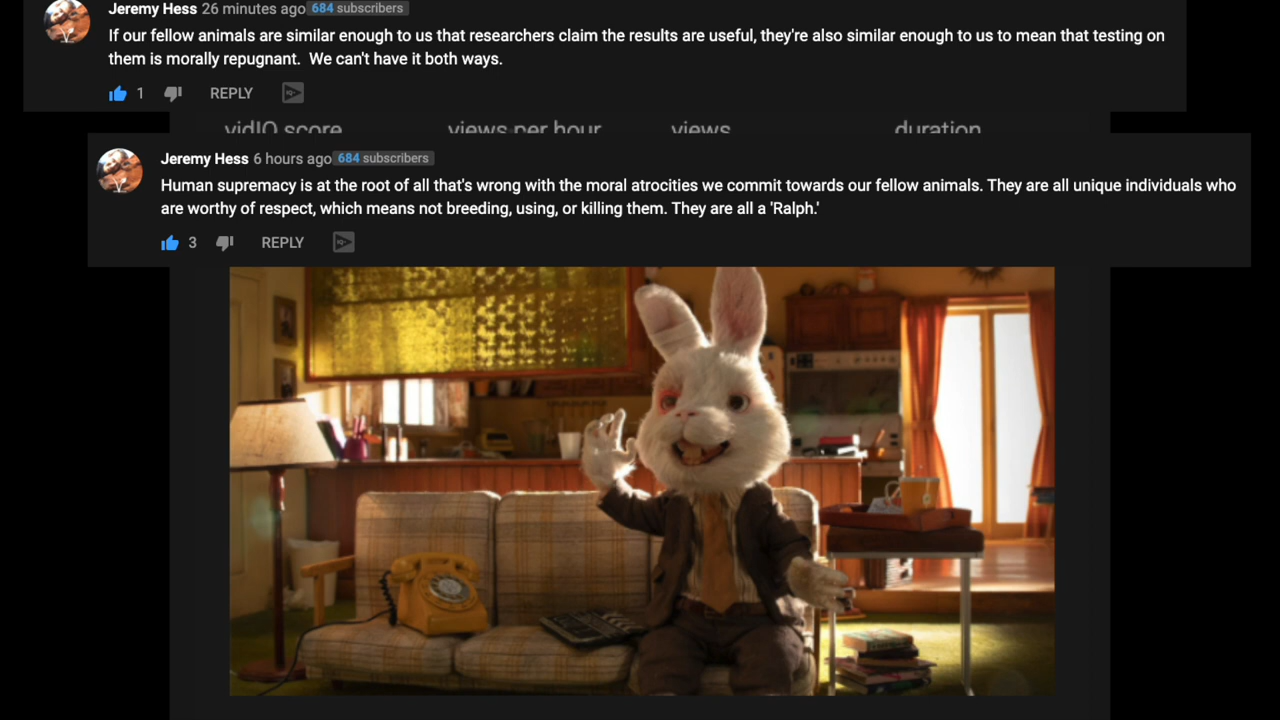 Jeremy Hess 26 minutes ago 684 subscribers
If our fellow animals are similar enough to us that researchers claim the results are useful, they're also similar enough to us to mean that testing on
them is morally repugnant.  We can't have it both ways.
1 REPLY
vidIQ score views per hour views duration
Jeremy Hess 6 hours ago 684 subscribers
Human supremacy is at the root of all that's wrong with the moral atrocities we commit towards our fellow animals. They are all unique individuals who
are worthy of respect, which means not breeding, using, or killing them. They are all a 'Ralph.'
3 REPLY